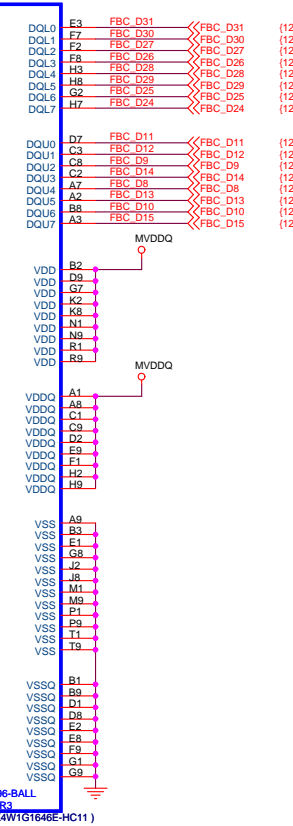 DQL0 E3 FBC_D31 FBC_D31 {12
DQL1 F7 FBC_D30 FBC_D30 {12
DQL2 F2 FBC_D27 FBC_D27 {12
DQL3 F8 FBC_D26 FBC_D26 {12
DQL4 H3 FBC_D28 FBC_D28 {12
DQL5 H8 FBC_D29 FBC_D29 {12
DQL6 G2 FBC_D25 FBC_D25 {12
DQL7 H7 FBC_D24 FBC_D24 {12
DQU0 D7 FBC_D11 FBC_D11 {12
DQU1 C3 FBC_D12 FBC_D12 {12
DQU2 C8 FBC_D9 FBC_D9 {12
DQU3 C2 FBC_D14 FBC_D14 {12
DQU4 A7 FBC_D8 FBC_D8 {12
DQU5 A2 FBC_D13 FBC_D13 {12
DQU6 B8 FBC_D10 FBC_D10 {12
DQU7 A3 FBC_D15 FBC_D15 {12
MVDDQ
VDD B2
VDD D9
VDD G7
VDD K2
VDD K8
VDD N1
VDD N9
VDD R1
VDD R9
MVDDQ
VDDQ A1
VDDQ A8
VDDQ C1
VDDQ C9
VDDQ D2
VDDQ E9
VDDQ F1
VDDQ H2
VDDQ H9
VSS A9
VSS B3
VSS E1
VSS G8
VSS J2
VSS J8
VSS M1
VSS M9
VSS P1
VSS P9
VSS T1
VSS T9
VSSQ B1
VSSQ B9
VSSQ D1
VSSQ D8
VSSQ E2
VSSQ E8
VSSQ F9
VSSQ G1
VSSQ G9
96-BALL
R3
4W1G1646E-HC11 )